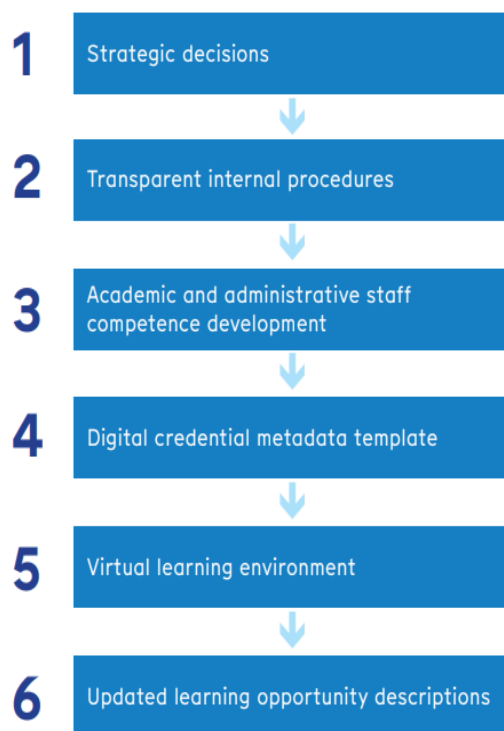 1
Strategic decisions
2
Transparent internal procedures
3
Academic and administrative staff
competence development
4
Digital credential metadata template
5
Virtual learning environment
6
Updated learning opportunity descriptions